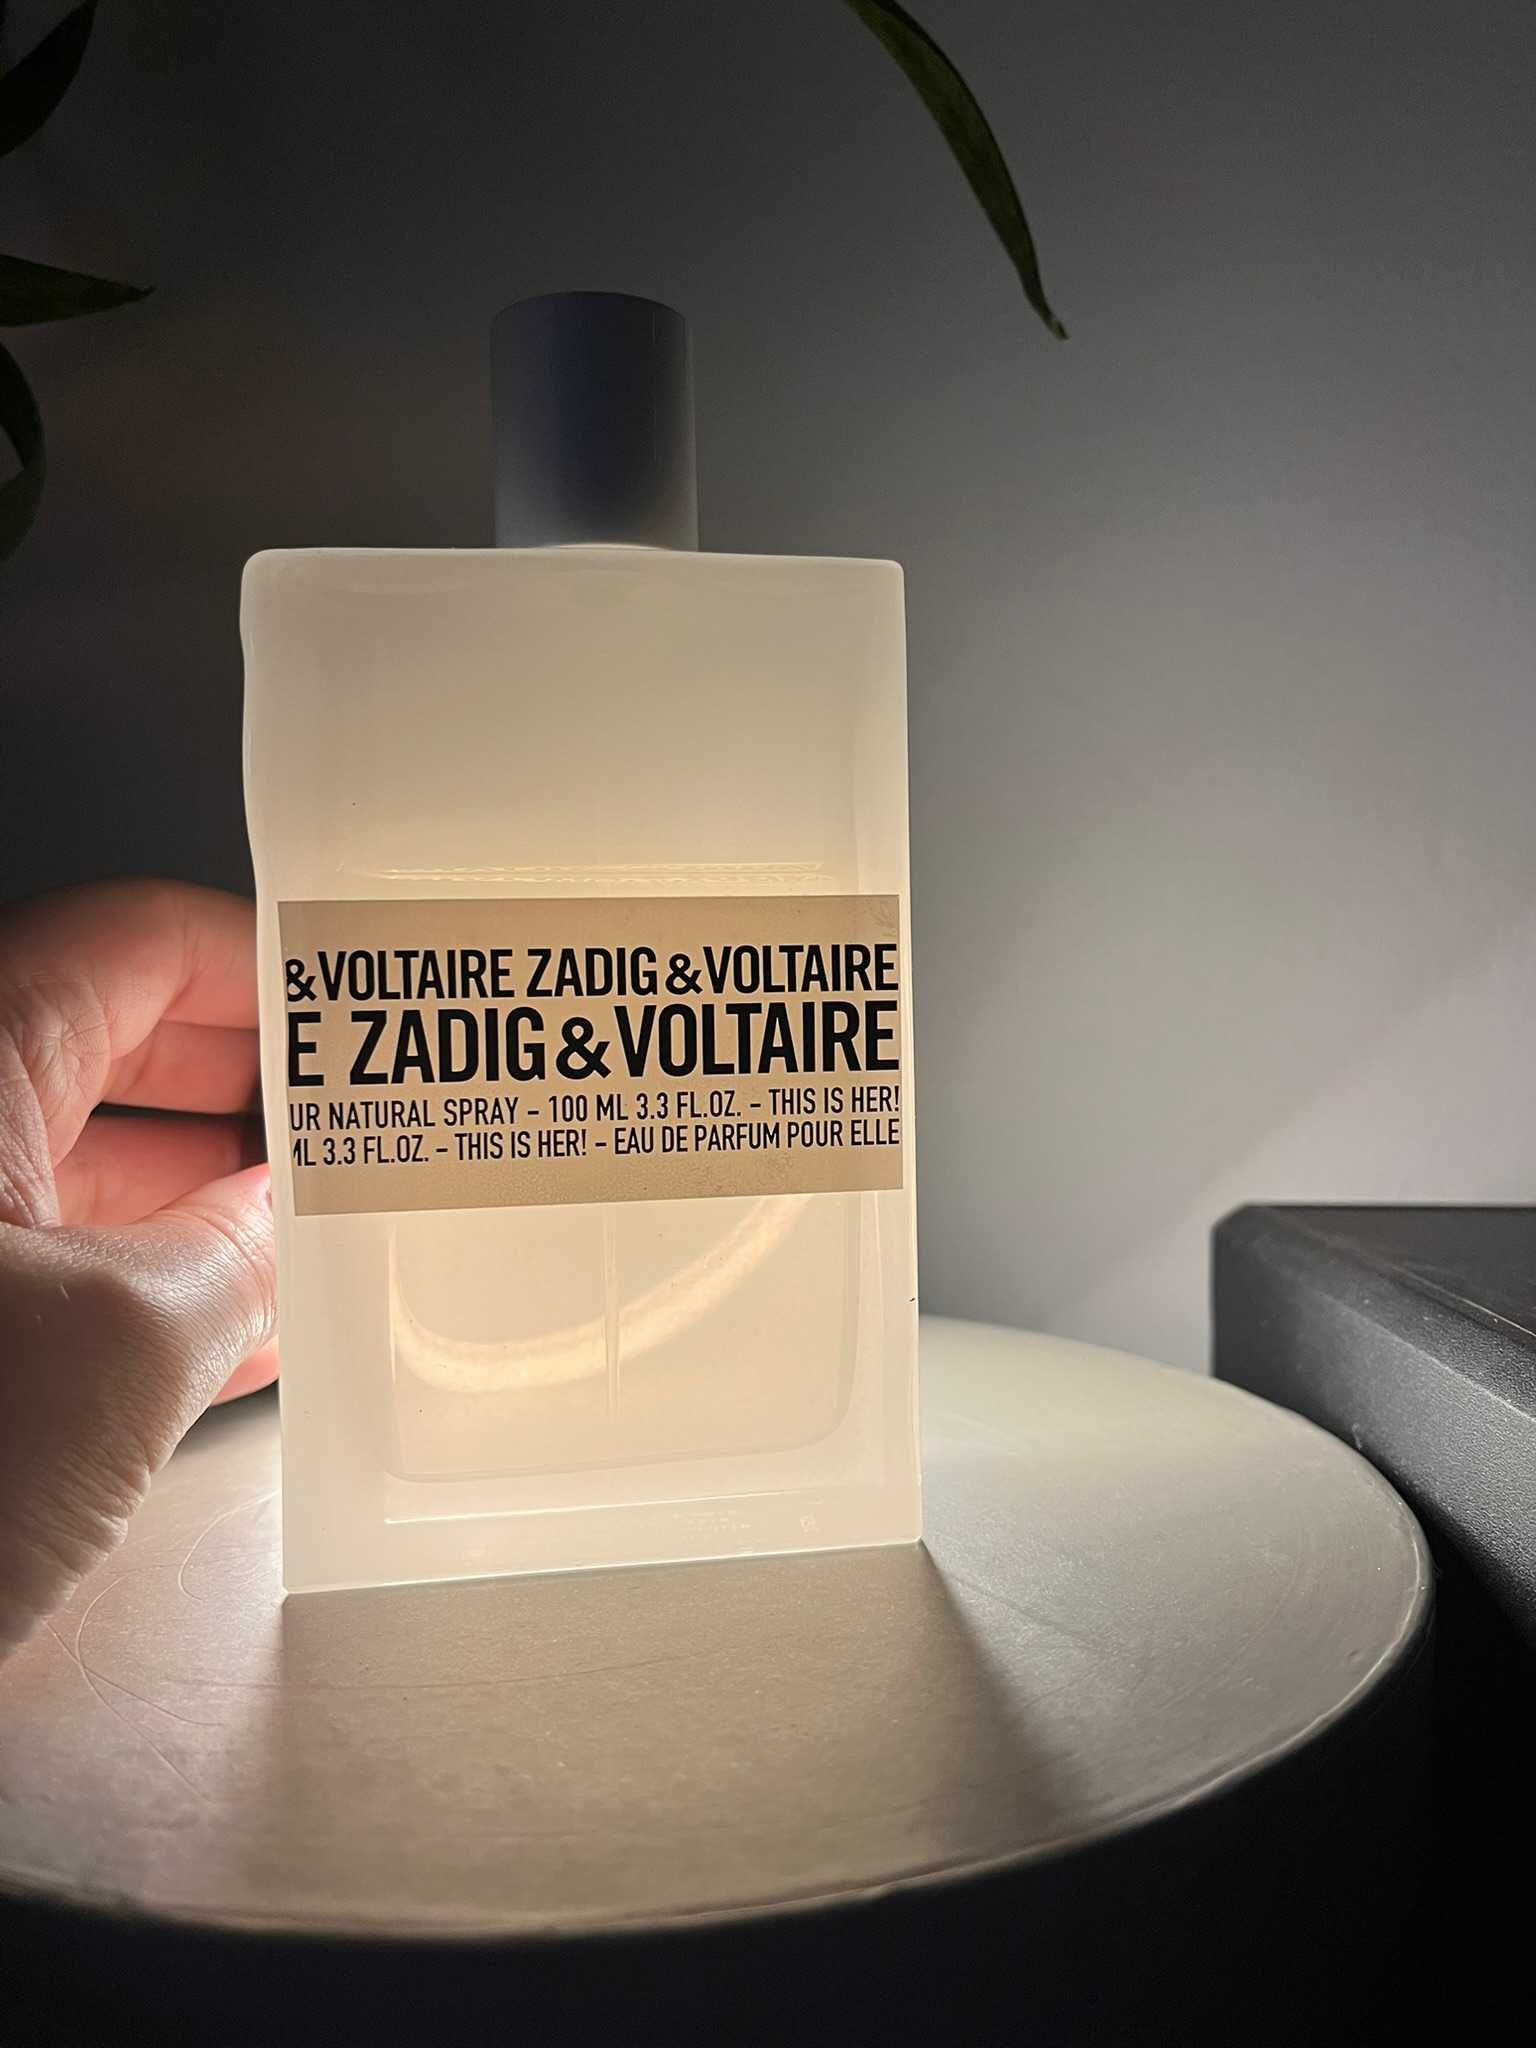 &VOLTAIRE ZADIG&VOLTAIRE
E ZADIG&VOLTAIRE
UR NATURAL SPRAY – 100 ML 3.3 FL.OZ. – THIS IS HER!
ML 3.3 FL.OZ. – THIS IS HER! – EAU DE PARFUM POUR ELLE